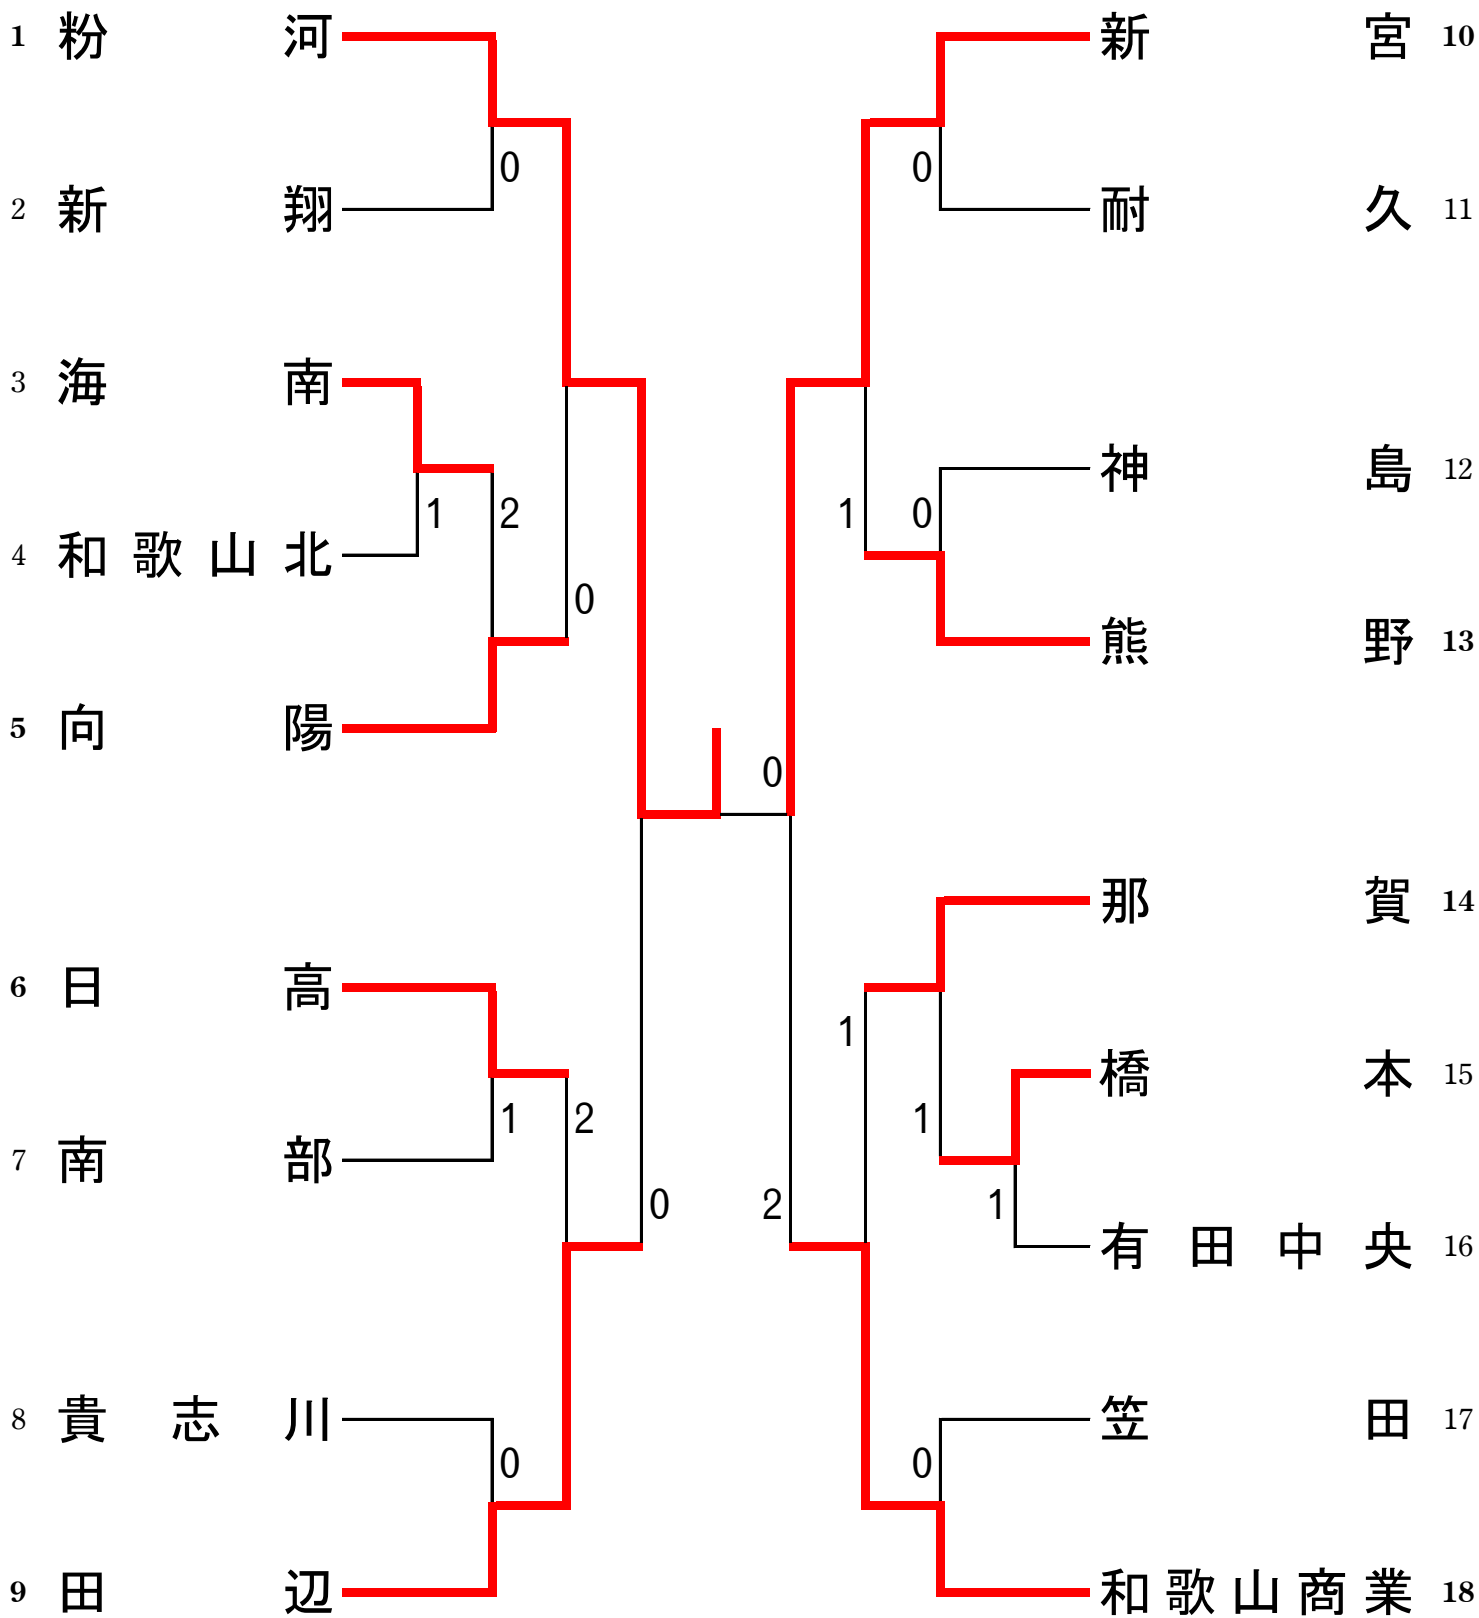 1 粉河
2 新翔
0
3 海南
4 和歌山北
1
2
5 向陽
0
6 日高
7 南部
1
2
8 貴志川
0
9 田辺
0
0
新宮 10
0
耐久 11
神島 12
1
0
熊野 13
那賀 14
1
橋本 15
1
有田中央 16
1
2
笠田 17
0
和歌山商業 18